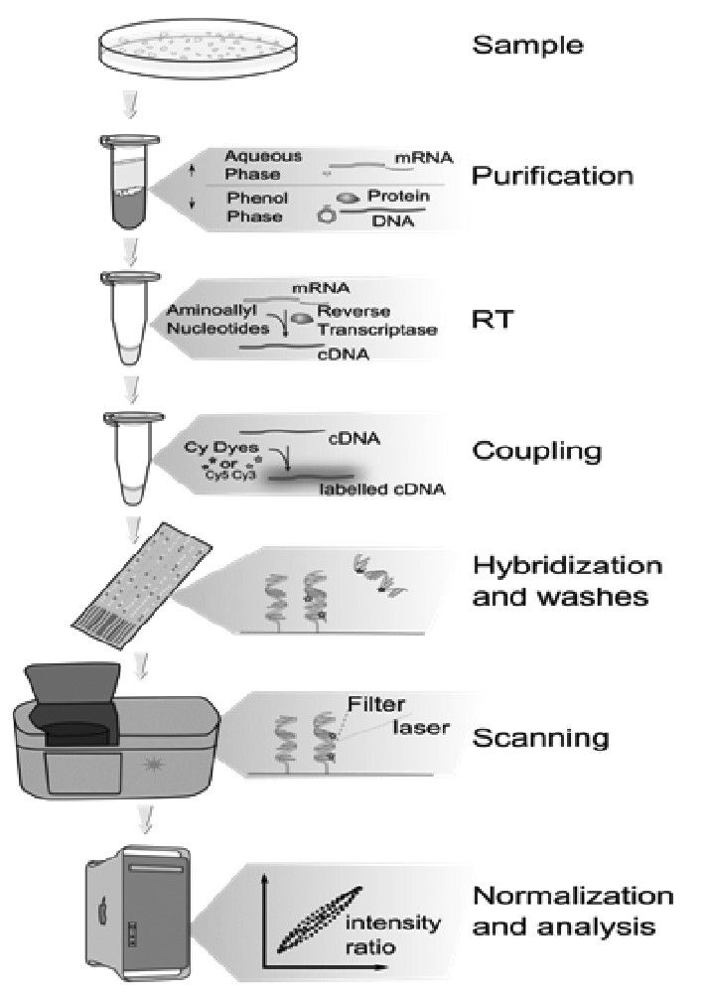 Sample
Aqueous
Phase
mRNA
Phenol
Phase
Protein
DNA
Purification
mRNA
Aminoallyl
Nucleotides
Reverse
Transcriptase
cDNA
RT
cDNA
Cy Dyes
or
Cy5 Cy3
labelled cDNA
Coupling
Hybridization
and washes
Filter
laser
Scanning
intensity
ratio
Normalization
and analysis